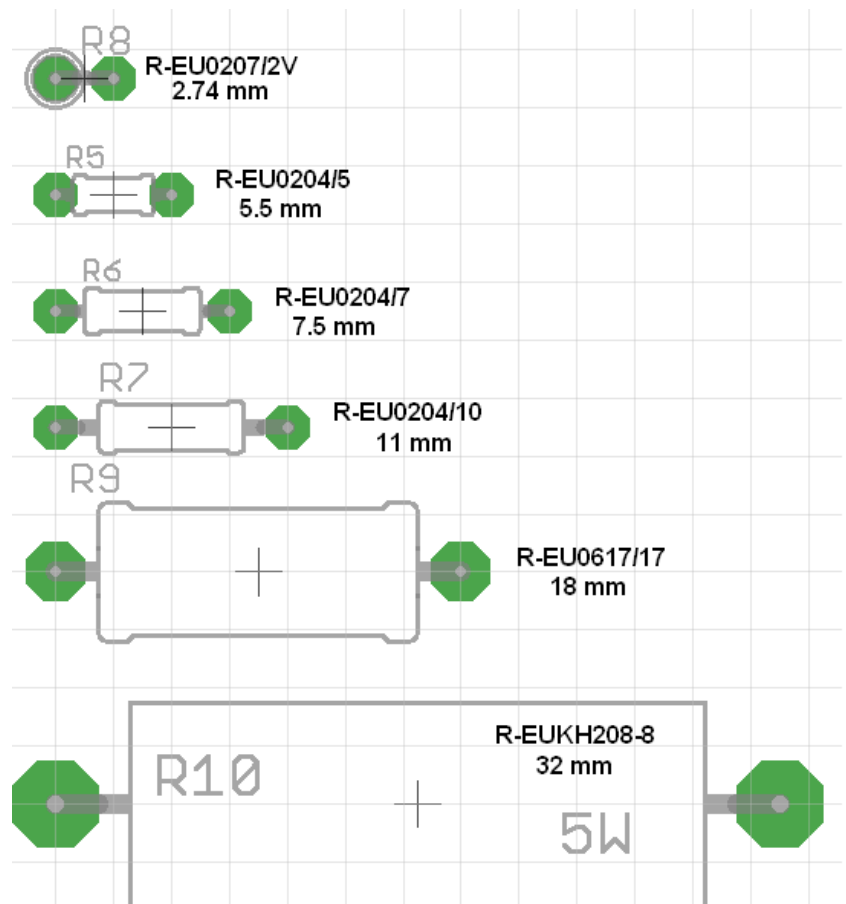 R8
R-EU0207/2V
2.74 mm
R5
R-EU0204/5
5.5 mm
R6
R-EU0204/7
7.5 mm
R7
R-EU0204/10
11 mm
R9
R-EU0617/17
18 mm
R-EUKH208-8
32 mm
R10
5W